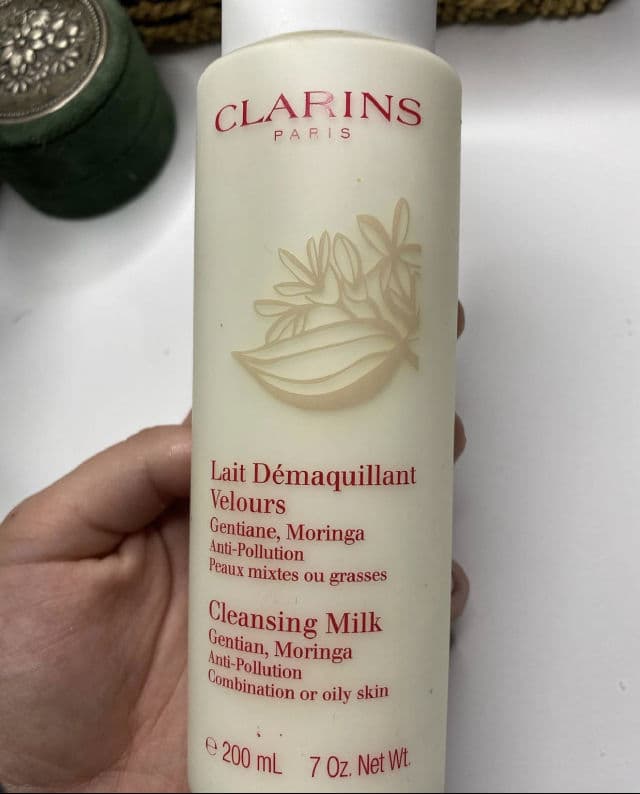 CLARINS
PARIS
Lait Démaquillant
Velours
Gentiane, Moringa
Anti-Pollution
Peaux mixtes ou grasses
Cleansing Milk
Gentian, Moringa
Anti-Pollution
Combination or oily skin
℮ 200 mL 7 Oz. Net Wt.